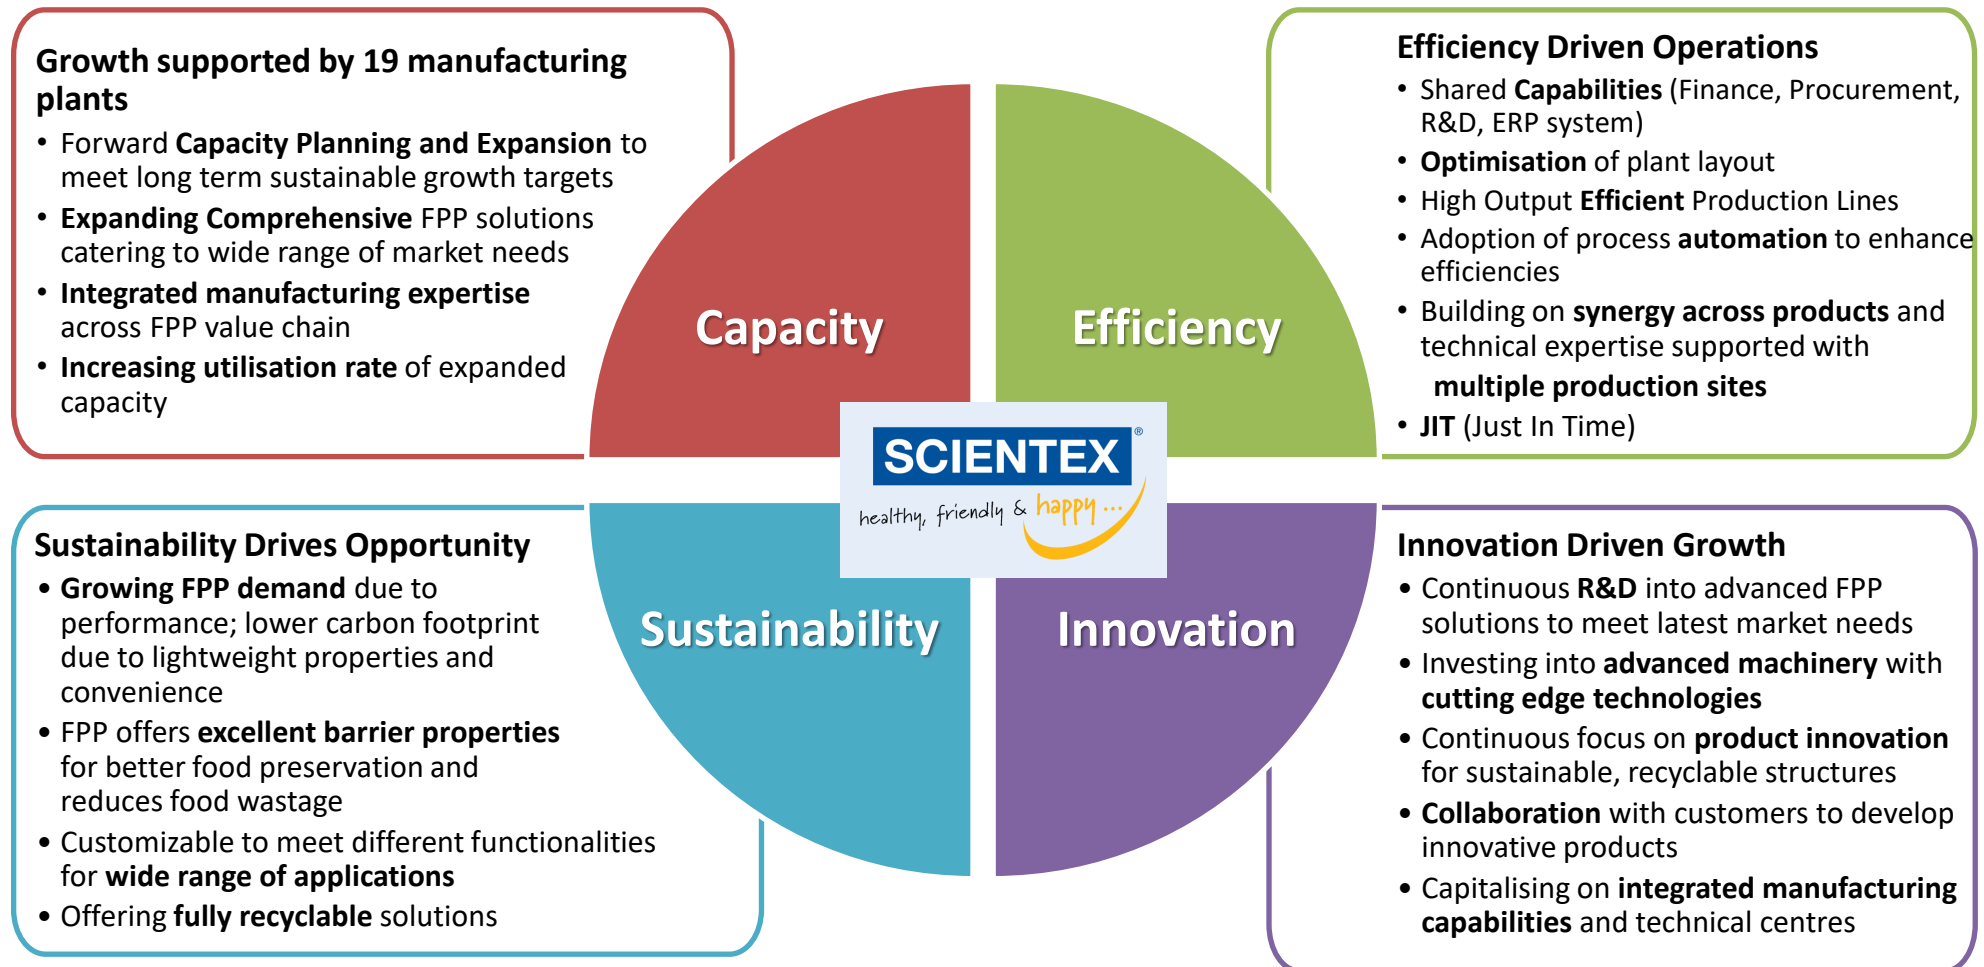 Growth supported by 19 manufacturing
plants
• Forward Capacity Planning and Expansion to
meet long term sustainable growth targets
• Expanding Comprehensive FPP solutions
catering to wide range of market needs
• Integrated manufacturing expertise
across FPP value chain
• Increasing utilisation rate of expanded
capacity
Capacity
Efficiency Driven Operations
• Shared Capabilities (Finance, Procurement,
R&D, ERP system)
• Optimisation of plant layout
• High Output Efficient Production Lines
• Adoption of process automation to enhance
efficiencies
• Building on synergy across products and
technical expertise supported with
multiple production sites
• JIT (Just In Time)
Efficiency
SCIENTEX®
healthy, friendly & happy ...
Sustainability Drives Opportunity
• Growing FPP demand due to
performance; lower carbon footprint
due to lightweight properties and
convenience
• FPP offers excellent barrier properties
for better food preservation and
reduces food wastage
• Customizable to meet different functionalities
for wide range of applications
• Offering fully recyclable solutions
Sustainability
Innovation Driven Growth
• Continuous R&D into advanced FPP
solutions to meet latest market needs
• Investing into advanced machinery with
cutting edge technologies
• Continuous focus on product innovation
for sustainable, recyclable structures
• Collaboration with customers to develop
innovative products
• Capitalising on integrated manufacturing
capabilities and technical centres
Innovation